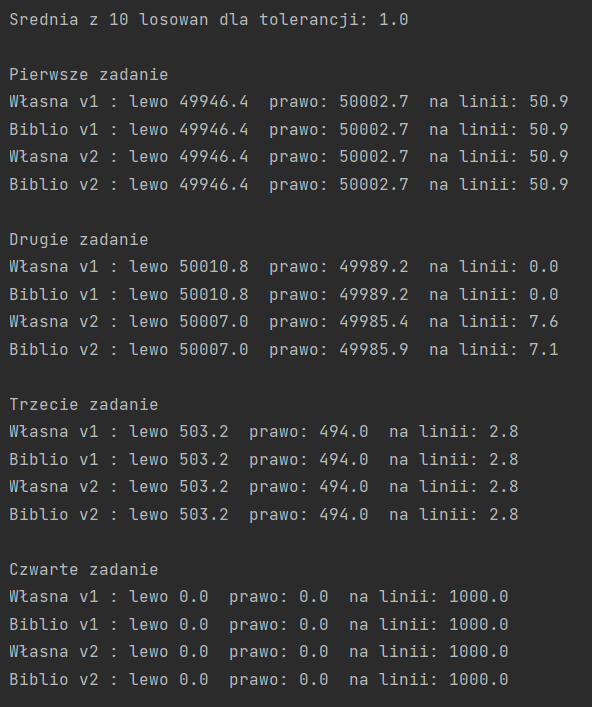 Srednia z 10 losowan dla tolerancji: 1.0
Pierwsze zadanie
Własna v1 : lewo 49946.4 prawo: 50002.7 na linii: 50.9
Biblio v1 : lewo 49946.4 prawo: 50002.7 na linii: 50.9
Własna v2 : lewo 49946.4 prawo: 50002.7 na linii: 50.9
Biblio v2 : lewo 49946.4 prawo: 50002.7 na linii: 50.9
Drugie zadanie
Własna v1 : lewo 50010.8 prawo: 49989.2 na linii: 0.0
Biblio v1 : lewo 50010.8 prawo: 49989.2 na linii: 0.0
Własna v2 : lewo 50007.0 prawo: 49985.4 na linii: 7.6
Biblio v2 : lewo 50007.0 prawo: 49985.9 na linii: 7.1
Trzecie zadanie
Własna v1 : lewo 503.2 prawo: 494.0 na linii: 2.8
Biblio v1 : lewo 503.2 prawo: 494.0 na linii: 2.8
Własna v2 : lewo 503.2 prawo: 494.0 na linii: 2.8
Biblio v2 : lewo 503.2 prawo: 494.0 na linii: 2.8
Czwarte zadanie
Własna v1 : lewo 0.0 prawo: 0.0 na linii: 1000.0
Biblio v1 : lewo 0.0 prawo: 0.0 na linii: 1000.0
Własna v2 : lewo 0.0 prawo: 0.0 na linii: 1000.0
Biblio v2 : lewo 0.0 prawo: 0.0 na linii: 1000.0